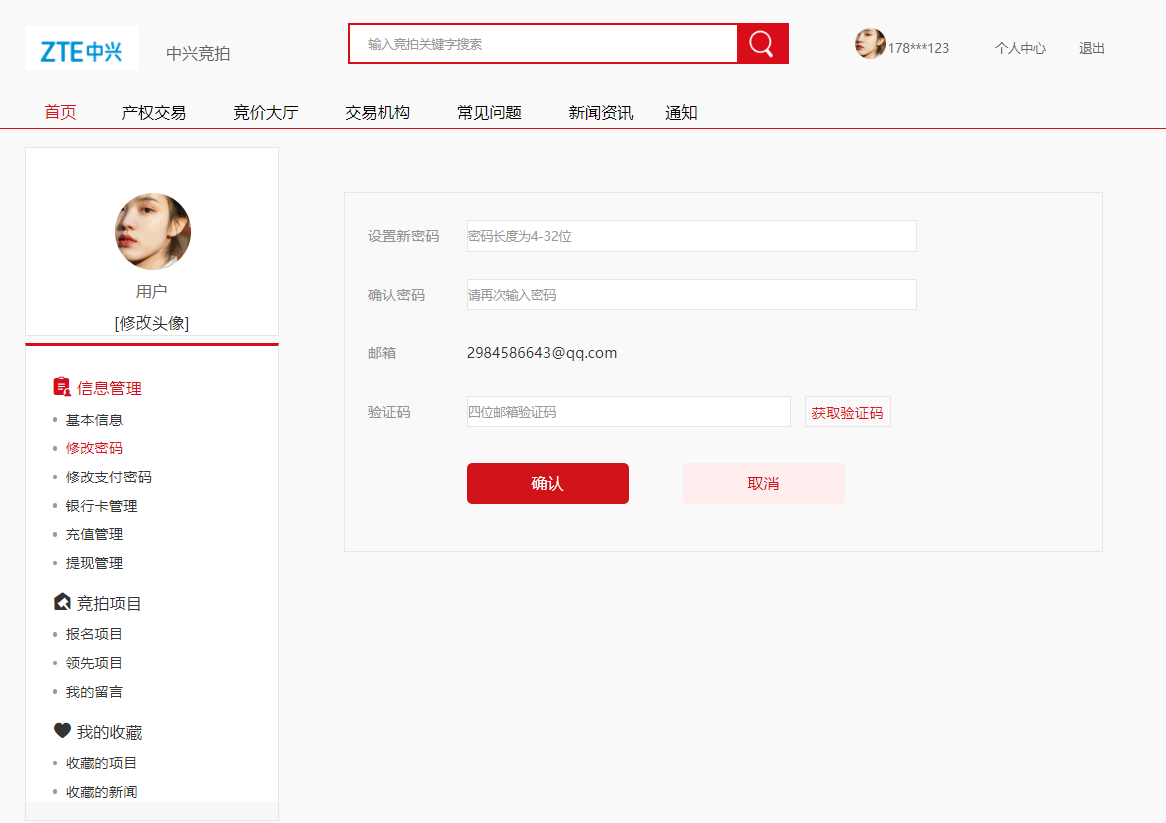 ZTE中兴 中兴竞拍 输入竞拍关键字搜索 178***123 个人中心 退出
首页 产权交易 竞价大厅 交易机构 常见问题 新闻资讯 通知
用户
[修改头像]
信息管理
基本信息
修改密码
修改支付密码
银行卡管理
充值管理
提现管理
竞拍项目
报名项目
领先项目
我的留言
我的收藏
收藏的项目
收藏的新闻
设置新密码 密码长度为4-32位
确认密码 请再次输入密码
邮箱 2984586643@qq.com
验证码 四位邮箱验证码 获取验证码
确认 取消